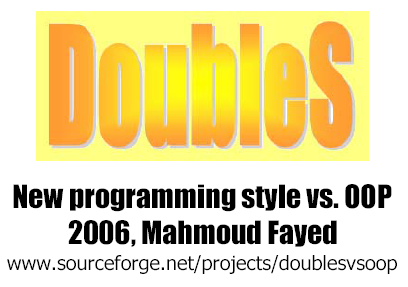 DoubleS
New programming style vs. OOP
2006, Mahmoud Fayed
www.sourceforge.net/projects/doublesvsoop